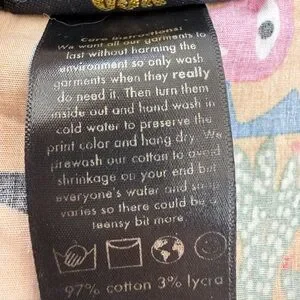 Care Instructions:
We want all our garments to
last without harming the
environment so only wash
garments when they really
do need it. Then turn them
inside out and hand wash in
cold water to preserve the
print color and hang dry. We
prewash our cotton to avoid
shrinkage on your end but
everyone's water and
varies so there could be a
teensy bit more.
97% cotton 3% lycra